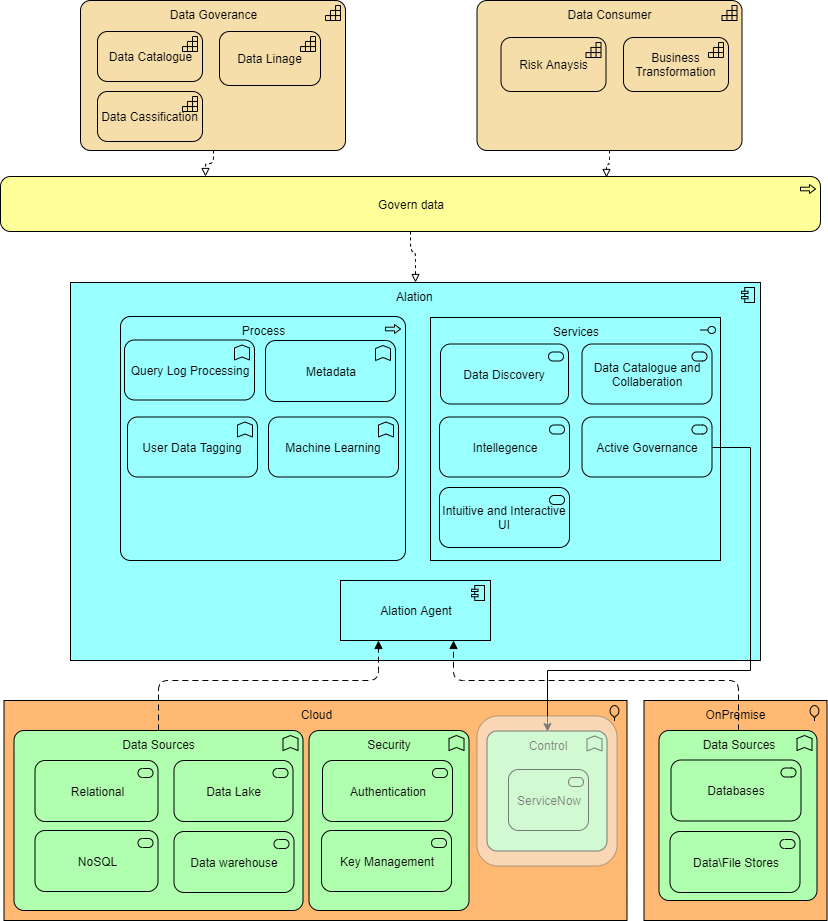 Data Goverance
Data Catalogue
Data Linage
Data Cassification
Data Consumer
Risk Anaysis
Business
Transformation
Govern data
Alation
Process
Query Log Processing
Metadata
User Data Tagging
Machine Learning
Services
Data Discovery
Data Catalogue and
Collaberation
Intellegence
Active Governance
Intuitive and Interactive
UI
Alation Agent
Cloud
Data Sources
Relational
Data Lake
NoSQL
Data warehouse
Security
Authentication
Key Management
Control
ServiceNow
OnPremise
Data Sources
Databases
Data\File Stores